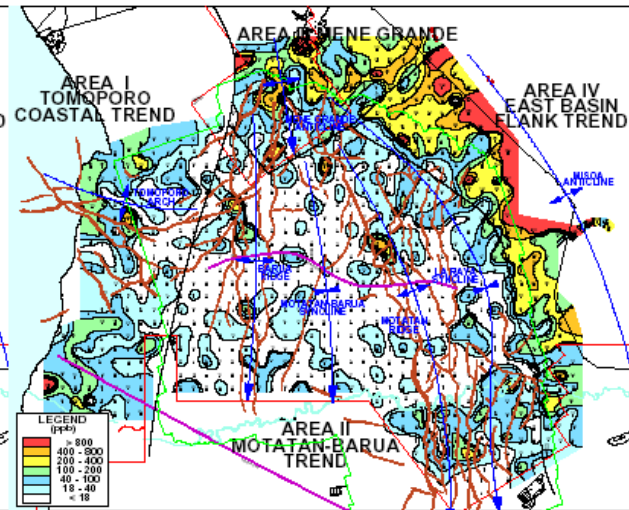 AREA III MENE GRANDE
AREA I
TOMOPORO
COASTAL TREND
AREA IV
EAST BASIN
FLANK TREND
D
MENE GRANDE
ANTICLINE
MISOA
ANTICLINE
TOMOPORO
ARCH
BARUA
RIDGE
LA RAYA
SYNCLINE
MOTATAN-BARUA
SYNCLINE
MOTATAN
RIDGE
AREA II
MOTATAN-BARUA
TREND
LEGEND
(ppb)
> 800
400 - 800
200 - 400
100 - 200
40 - 100
18 - 40
< 18